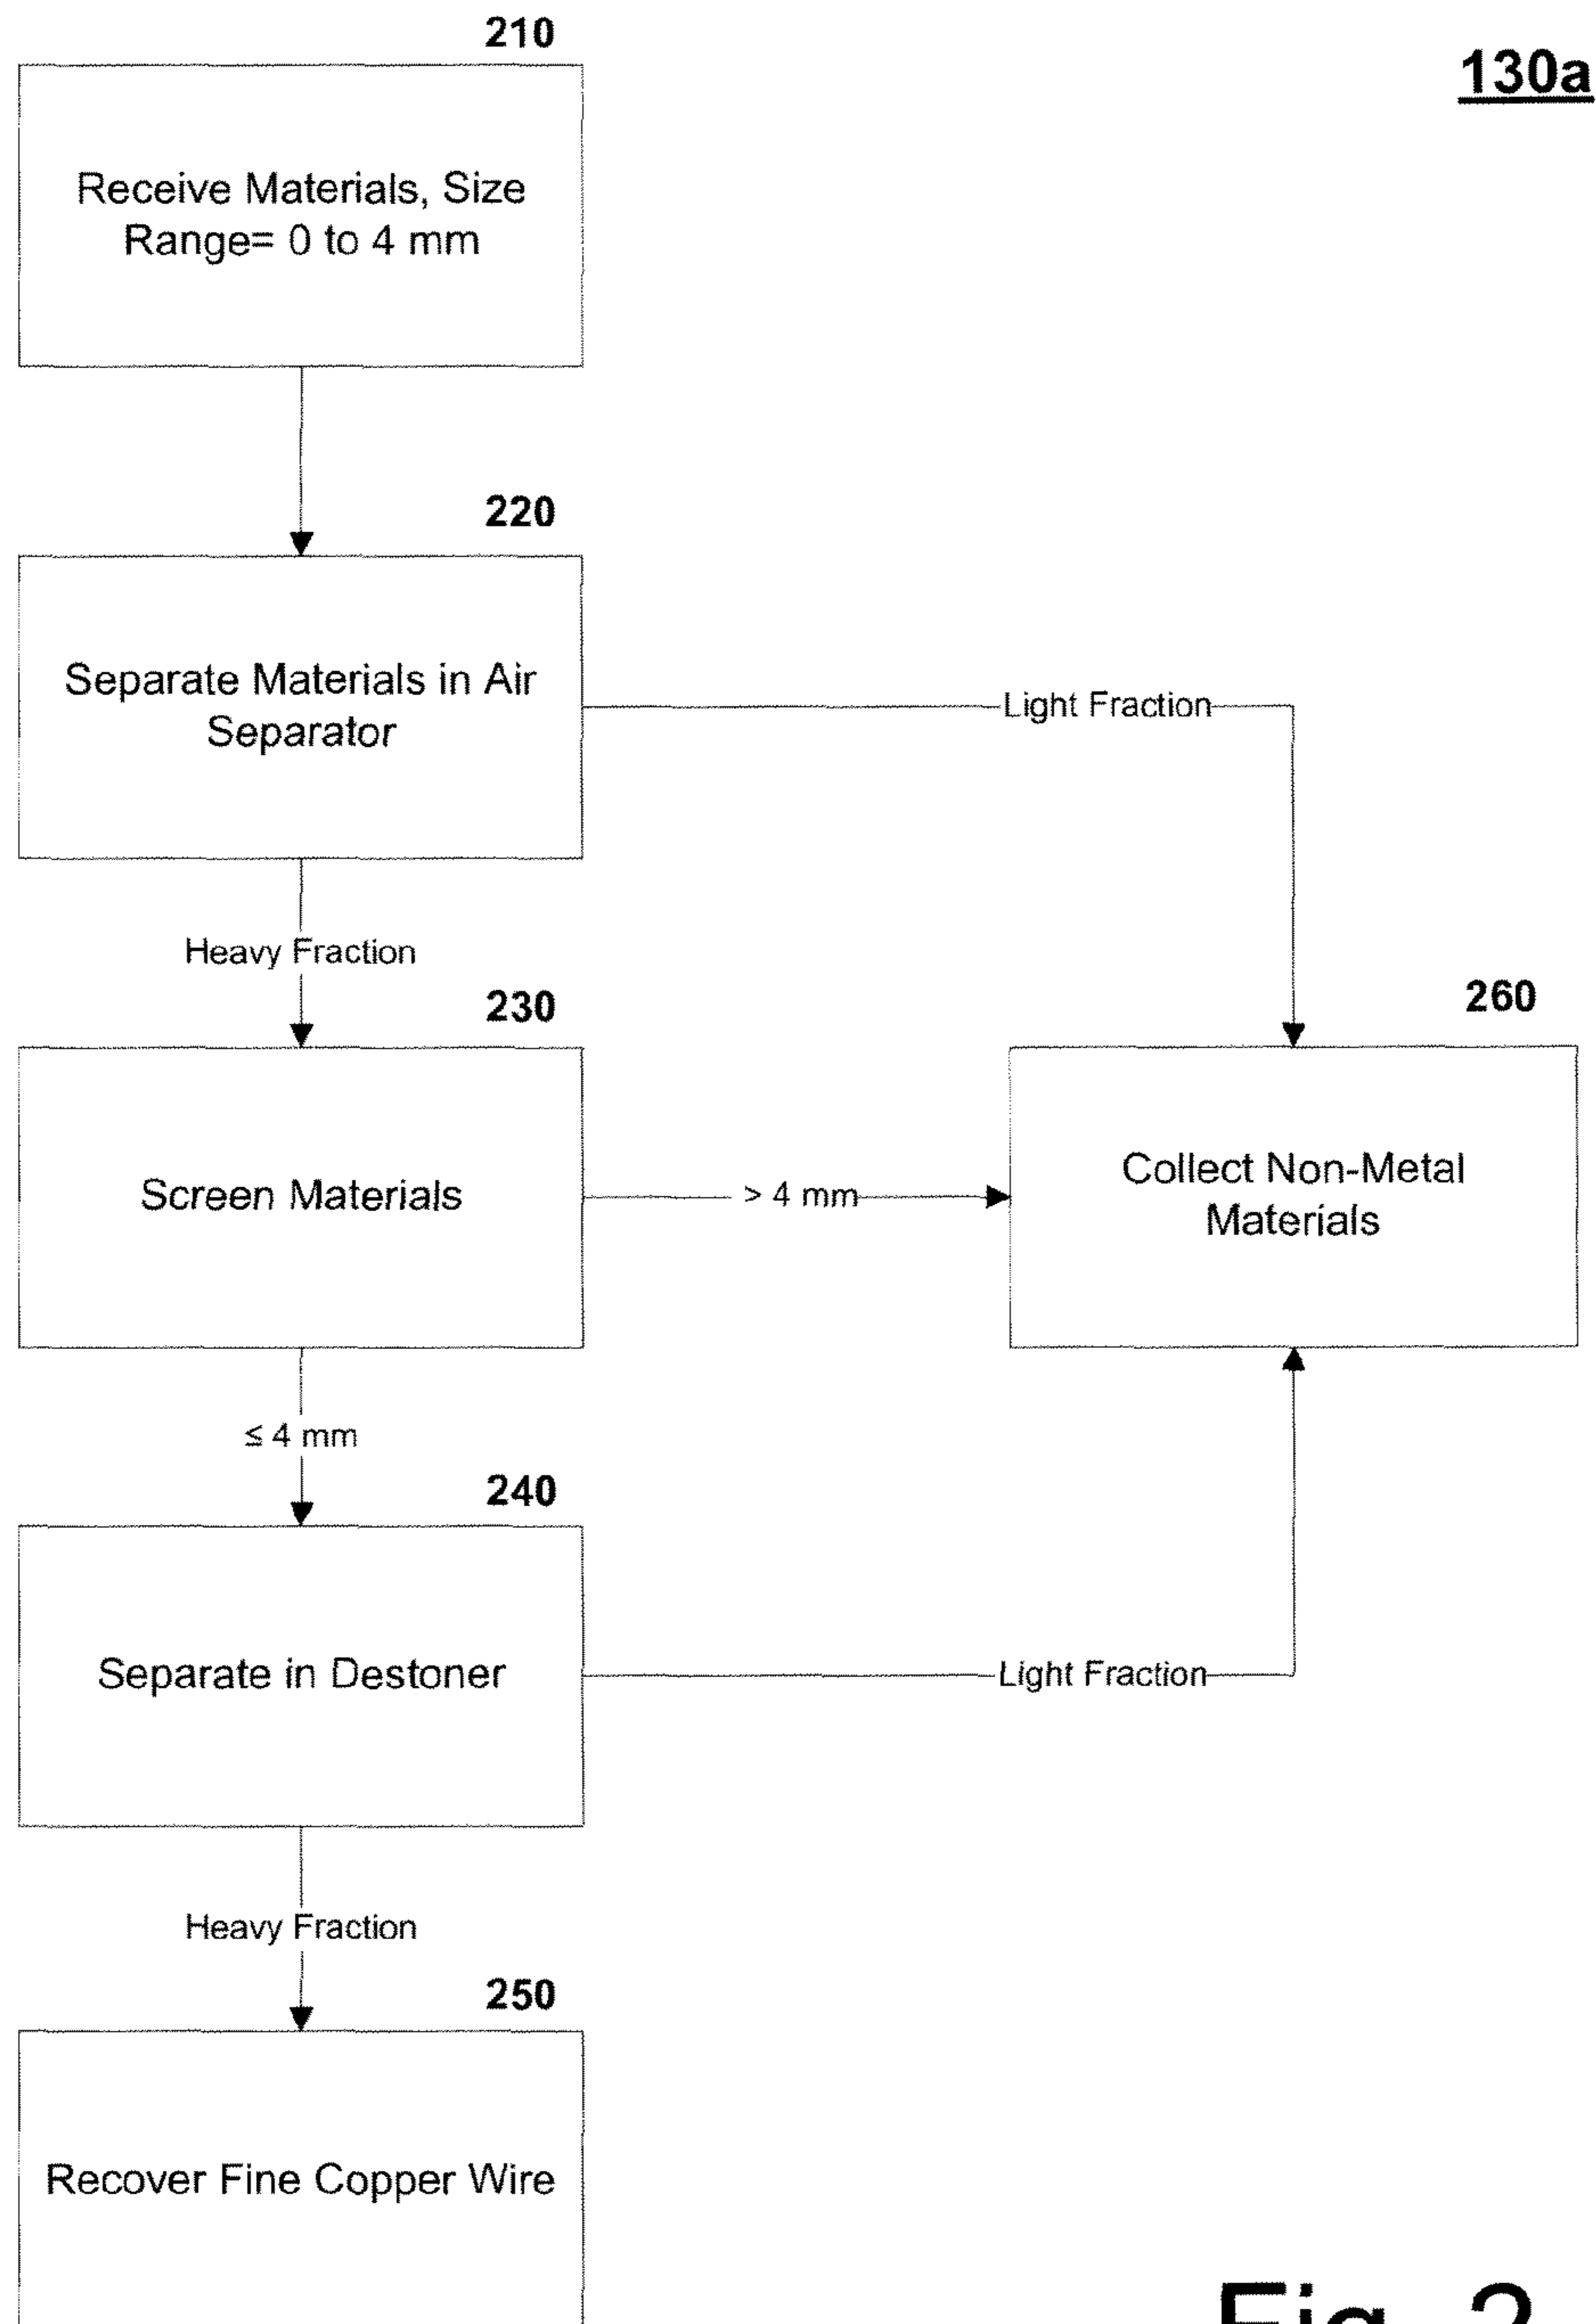 210
130a
Receive Materials, Size
Range= 0 to 4 mm
220
Separate Materials in Air
Separator
Light Fraction
Heavy Fraction
230
260
Screen Materials
> 4 mm
Collect Non-Metal
Materials
≤ 4 mm
240
Separate in Destoner
Light Fraction
Heavy Fraction
250
Recover Fine Copper Wire
Fig. 2